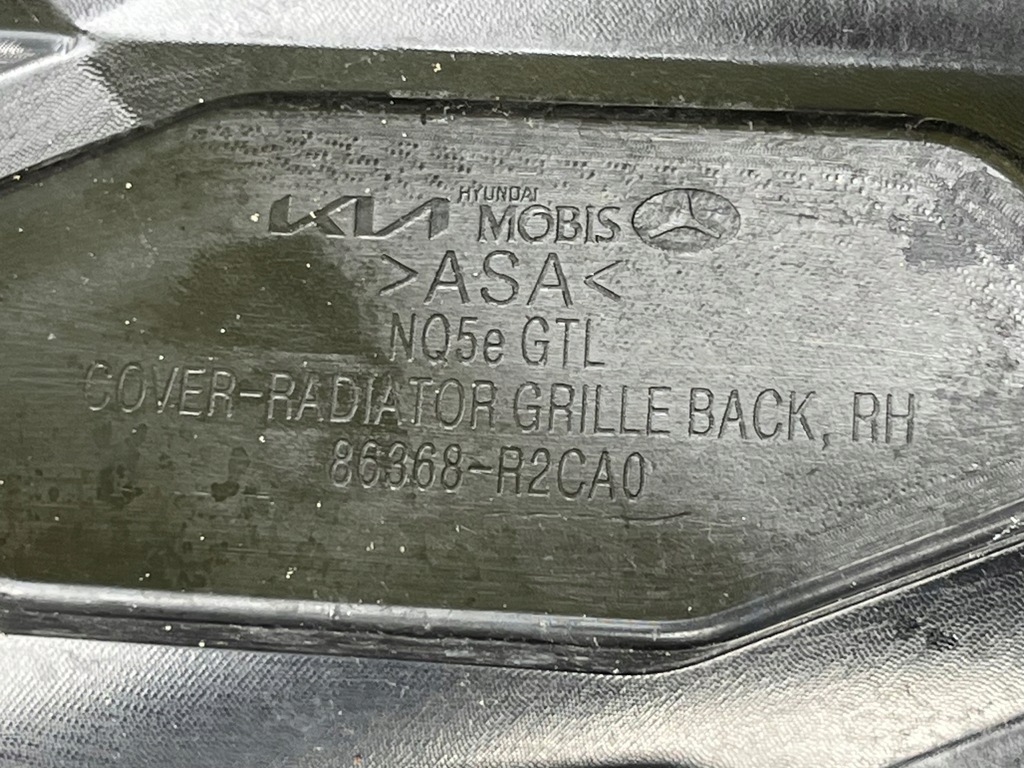 KIA HYUNDAI MOBIS
>ASA<
NQ5e GTL
COVER-RADIATOR GRILLE BACK, RH
86368-R2CA0